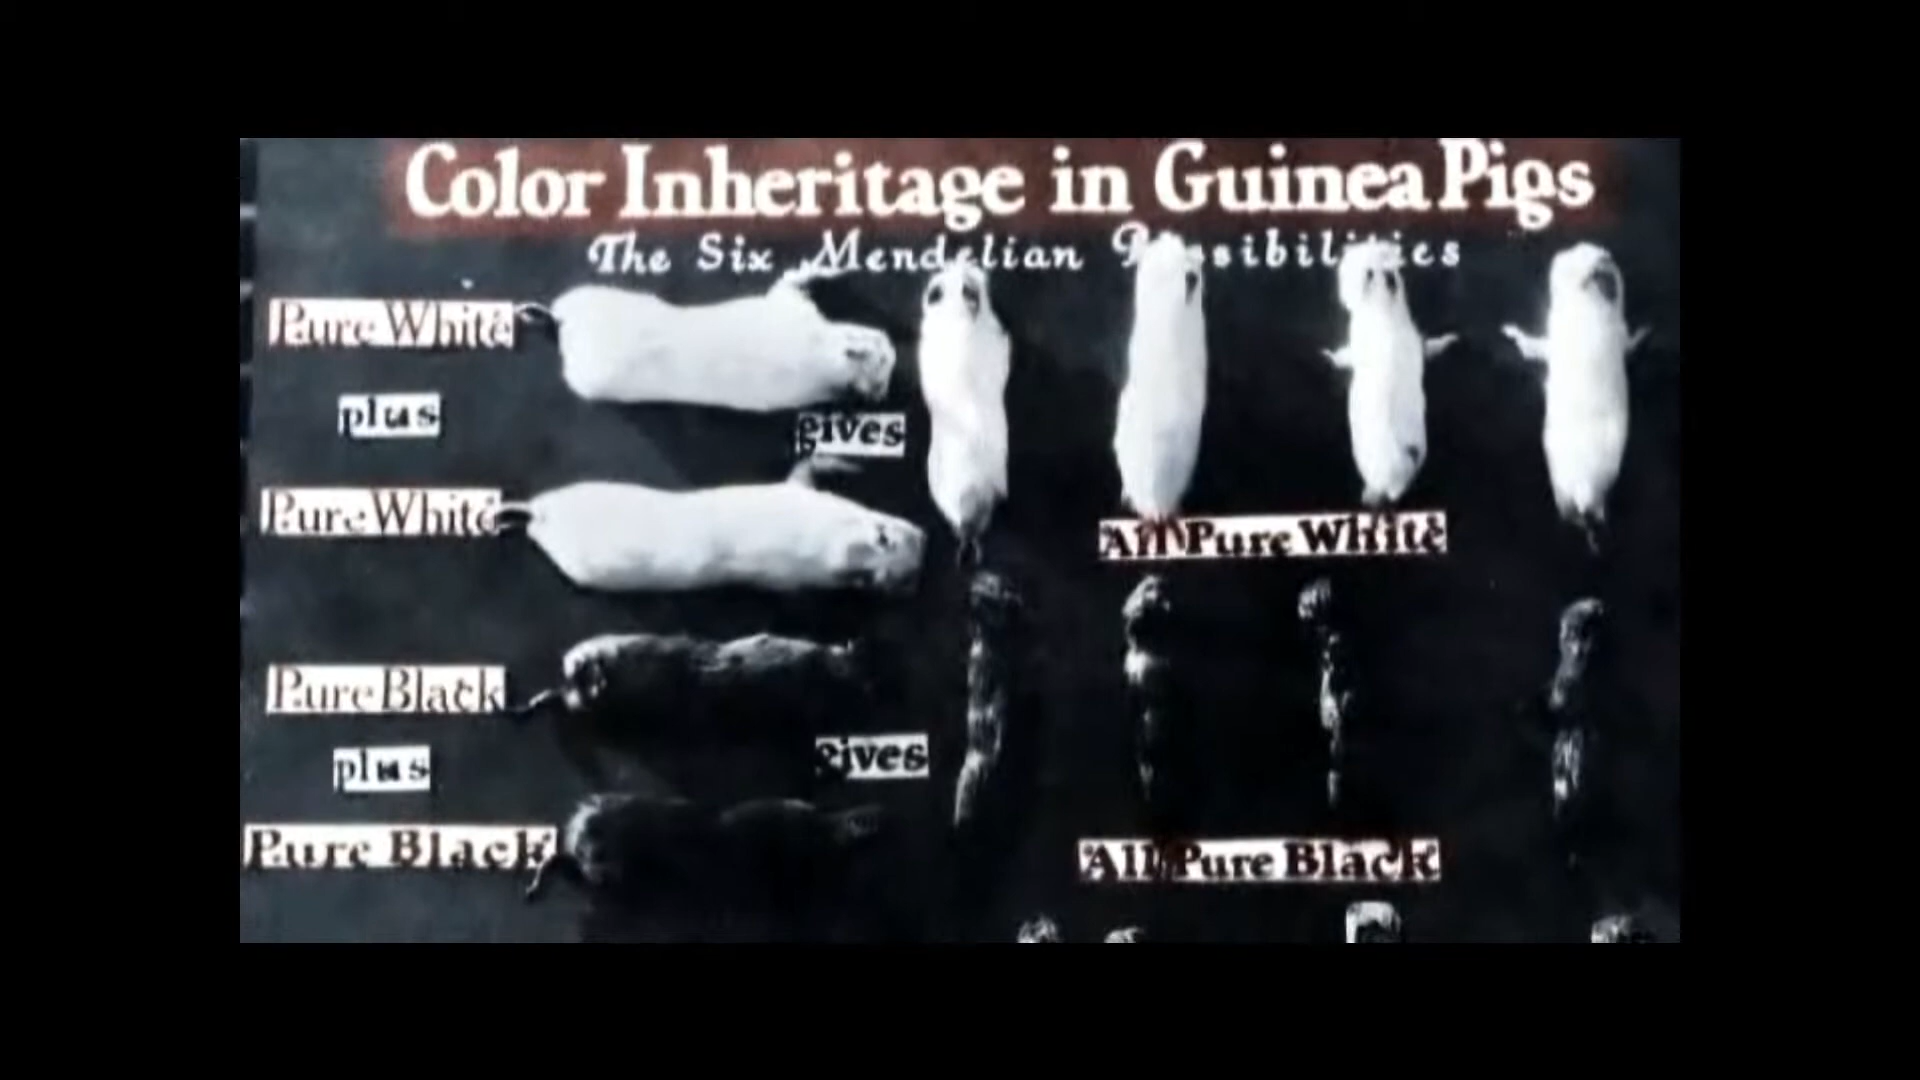 Color Inheritage in Guinea Pigs
The Six Mendelian Possibilities
Pure White
plus
gives
Pure White
All Pure White
Pure Black
plus
gives
Pure Black
All Pure Black